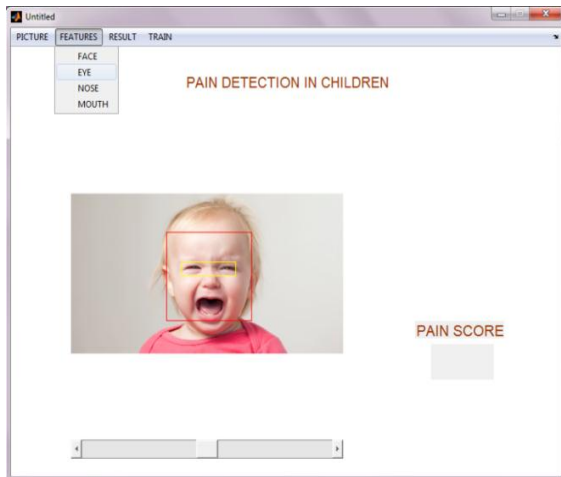 Untitled
PICTURE FEATURES RESULT TRAIN
FACE
EYE
NOSE
MOUTH
PAIN DETECTION IN CHILDREN
PAIN SCORE